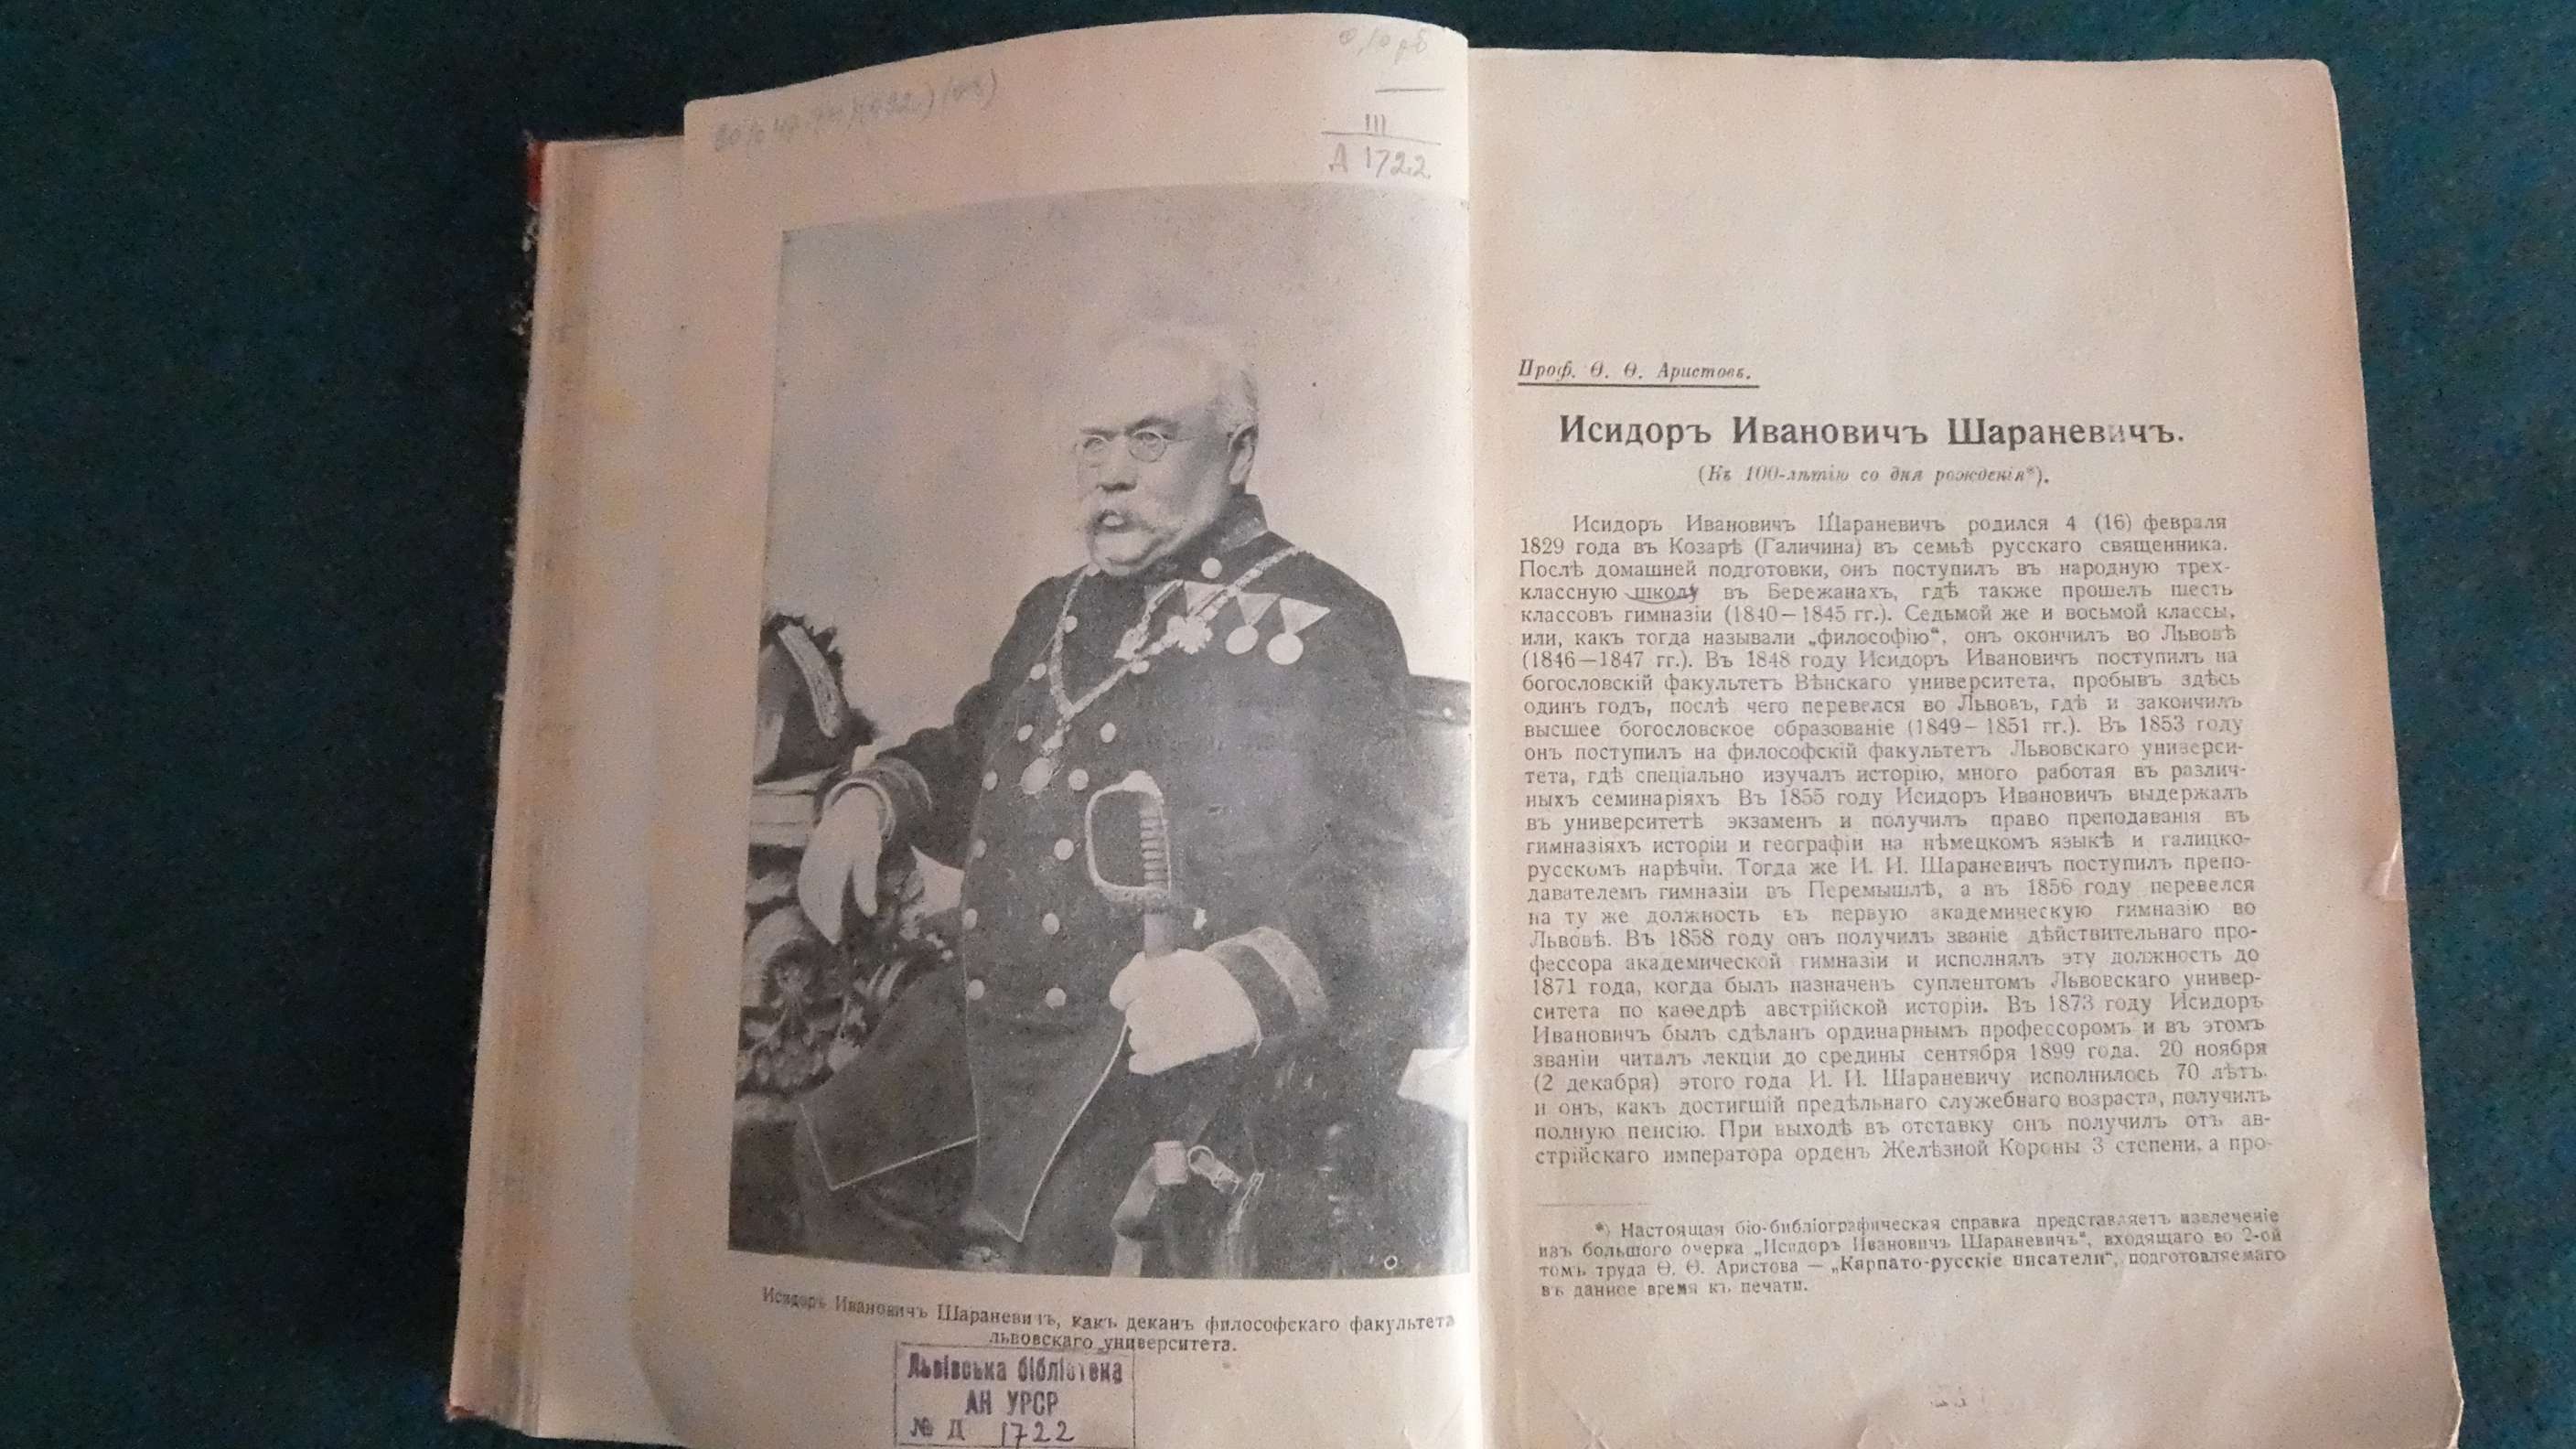 0,10 рб
III
Д 1722
Исидоръ Ивановичъ Шараневичъ, какъ деканъ философскаго факультета
львовскаго университета.
Львівська бібліотека
АН УРСР
№ Д 1722
Проф. Ѳ. Ѳ. Аристовъ.
Исидоръ Ивановичъ Шараневичъ.
(Къ 100-лѣтію со дня рожденія*).
Исидоръ Ивановичъ Шараневичъ родился 4 (16) февраля
1829 года въ Козарѣ (Галичина) въ семьѣ русскаго священника.
Послѣ домашней подготовки, онъ поступилъ въ народную трех-
классную школу въ Бережанахъ, гдѣ также прошелъ шесть
классовъ гимназіи (1840—1845 гг.). Седьмой же и восьмой классы,
или, какъ тогда называли „философію“, онъ окончилъ во Львовѣ
(1846—1847 гг.). Въ 1848 году Исидоръ Ивановичъ поступилъ на
богословскій факультетъ Вѣнскаго университета, пробывъ здѣсь
одинъ годъ, послѣ чего перевелся во Львовъ, гдѣ и закончилъ
высшее богословское образованіе (1849—1851 гг.). Въ 1853 году
онъ поступилъ на философскій факультетъ Львовскаго универси-
тета, гдѣ спеціально изучалъ исторію, много работая въ различ-
ныхъ семинаріяхъ Въ 1855 году Исидоръ Ивановичъ выдержалъ
въ университетѣ экзаменъ и получилъ право преподаванія въ
гимназіяхъ исторіи и географіи на нѣмецкомъ языкѣ и галицко-
русскомъ нарѣчіи. Тогда же И. И. Шараневичъ поступилъ препо-
давателемъ гимназіи въ Перемышлѣ, а въ 1856 году перевелся
на ту же должность въ первую академическую гимназію во
Львовѣ. Въ 1858 году онъ получилъ званіе дѣйствительнаго про-
фессора академической гимназіи и исполнялъ эту должность до
1871 года, когда былъ назначенъ суплентомъ Львовскаго универ-
ситета по каѳедрѣ австрійской исторіи. Въ 1873 году Исидоръ
Ивановичъ былъ сдѣланъ ординарнымъ профессоромъ и въ этомъ
званіи читалъ лекціи до средины сентября 1899 года. 20 ноября
(2 декабря) этого года И. И. Шараневичу исполнилось 70 лѣтъ.
и онъ, какъ достигшій предѣльнаго служебнаго возраста, получилъ
полную пенсію. При выходѣ въ отставку онъ получилъ отъ ав-
стрійскаго императора орденъ Желѣзной Короны 3 степени, а про-
*) Настоящая біо-библіографическая справка представляетъ извлеченіе
изъ большого очерка „Исидоръ Ивановичъ Шараневичъ“, входящаго во 2-ой
томъ труда Ѳ. Ѳ. Аристова — „Карпато-русскіе писатели“, подготовляемаго
въ данное время къ печати.